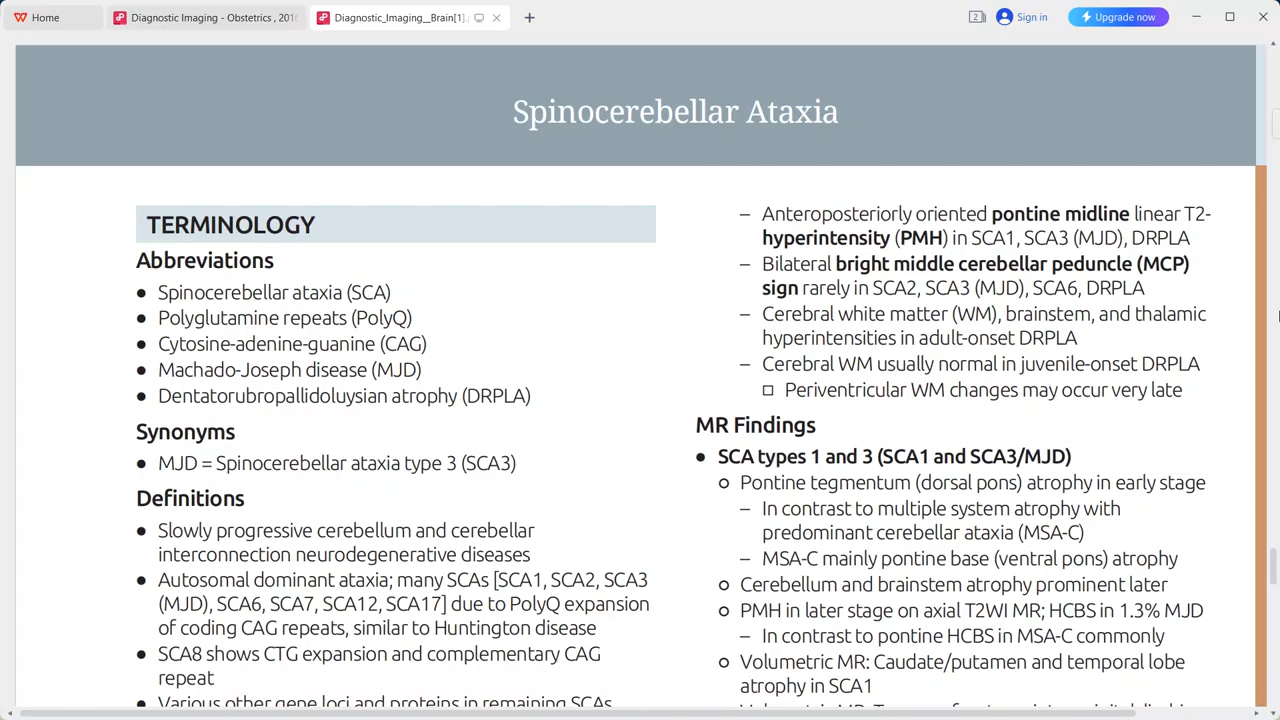 Home
Diagnostic Imaging - Obstetrics , 201
Diagnostic_Imaging__Brain[1].
2
Sign in
Upgrade now
Spinocerebellar Ataxia
TERMINOLOGY
Abbreviations
● Spinocerebellar ataxia (SCA)
● Polyglutamine repeats (PolyQ)
● Cytosine-adenine-guanine (CAG)
● Machado-Joseph disease (MJD)
● Dentatorubropallidoluysian atrophy (DRPLA)
Synonyms
● MJD = Spinocerebellar ataxia type 3 (SCA3)
Definitions
● Slowly progressive cerebellum and cerebellar
interconnection neurodegenerative diseases
● Autosomal dominant ataxia; many SCAs [SCA1, SCA2, SCA3
(MJD), SCA6, SCA7, SCA12, SCA17] due to PolyQ expansion
of coding CAG repeats, similar to Huntington disease
● SCA8 shows CTG expansion and complementary CAG
repeat
● Various other gene loci and proteins in remaining SCAs
– Anteroposteriorly oriented pontine midline linear T2-
hyperintensity (PMH) in SCA1, SCA3 (MJD), DRPLA
– Bilateral bright middle cerebellar peduncle (MCP)
sign rarely in SCA2, SCA3 (MJD), SCA6, DRPLA
– Cerebral white matter (WM), brainstem, and thalamic
hyperintensities in adult-onset DRPLA
– Cerebral WM usually normal in juvenile-onset DRPLA
□ Periventricular WM changes may occur very late
MR Findings
● SCA types 1 and 3 (SCA1 and SCA3/MJD)
○ Pontine tegmentum (dorsal pons) atrophy in early stage
– In contrast to multiple system atrophy with
predominant cerebellar ataxia (MSA-C)
– MSA-C mainly pontine base (ventral pons) atrophy
○ Cerebellum and brainstem atrophy prominent later
○ PMH in later stage on axial T2WI MR; HCBS in 1.3% MJD
– In contrast to pontine HCBS in MSA-C commonly
○ Volumetric MR: Caudate/putamen and temporal lobe
atrophy in SCA1